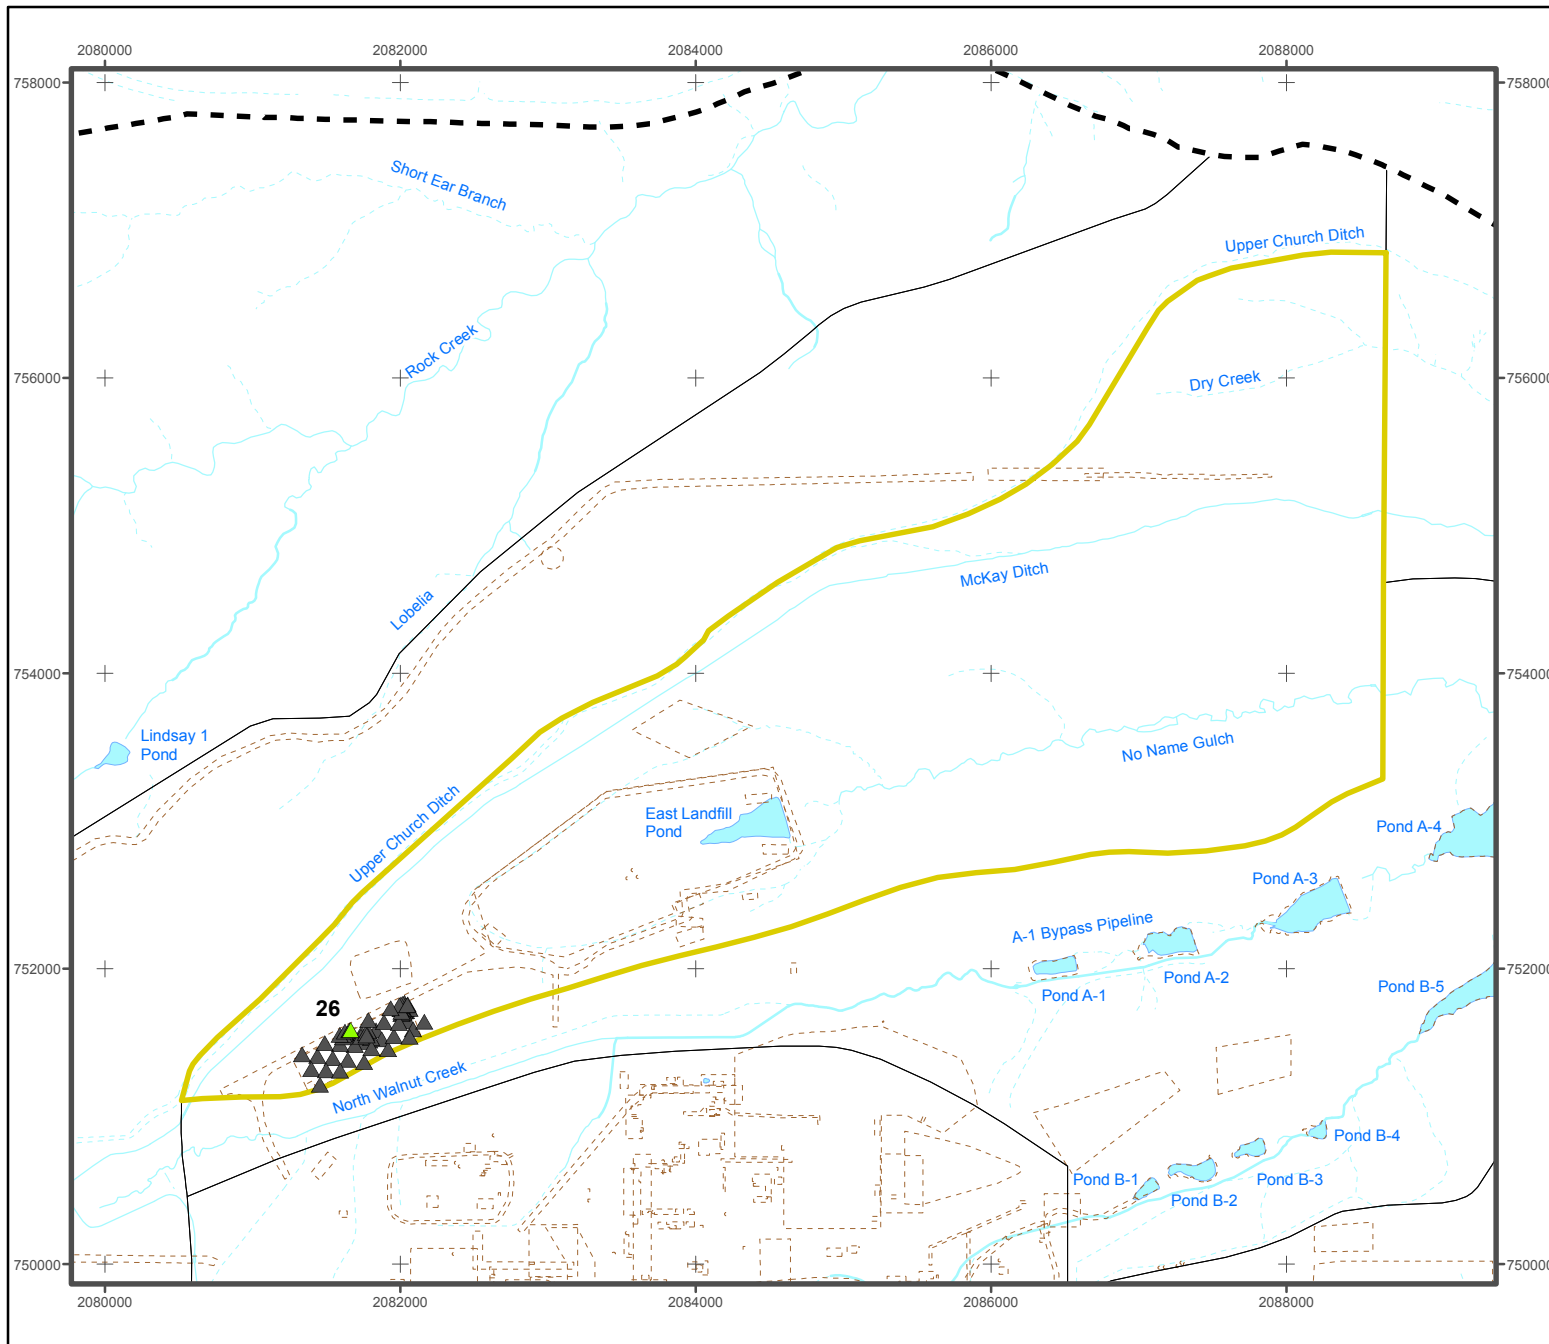 2080000
2082000
2084000
2086000
2088000
758000
758000
Short Ear Branch
Upper Church Ditch
Rock Creek
756000
756000
Dry Creek
McKay Ditch
Lobelia
754000
754000
Lindsay 1
Pond
No Name Gulch
Upper Church Ditch
East Landfill
Pond
Pond A-4
Pond A-3
A-1 Bypass Pipeline
752000
752000
Pond A-2
Pond A-1
Pond B-5
26
North Walnut Creek
Pond B-4
Pond B-3
Pond B-1
Pond B-2
750000
750000
2080000
2082000
2084000
2086000
2088000